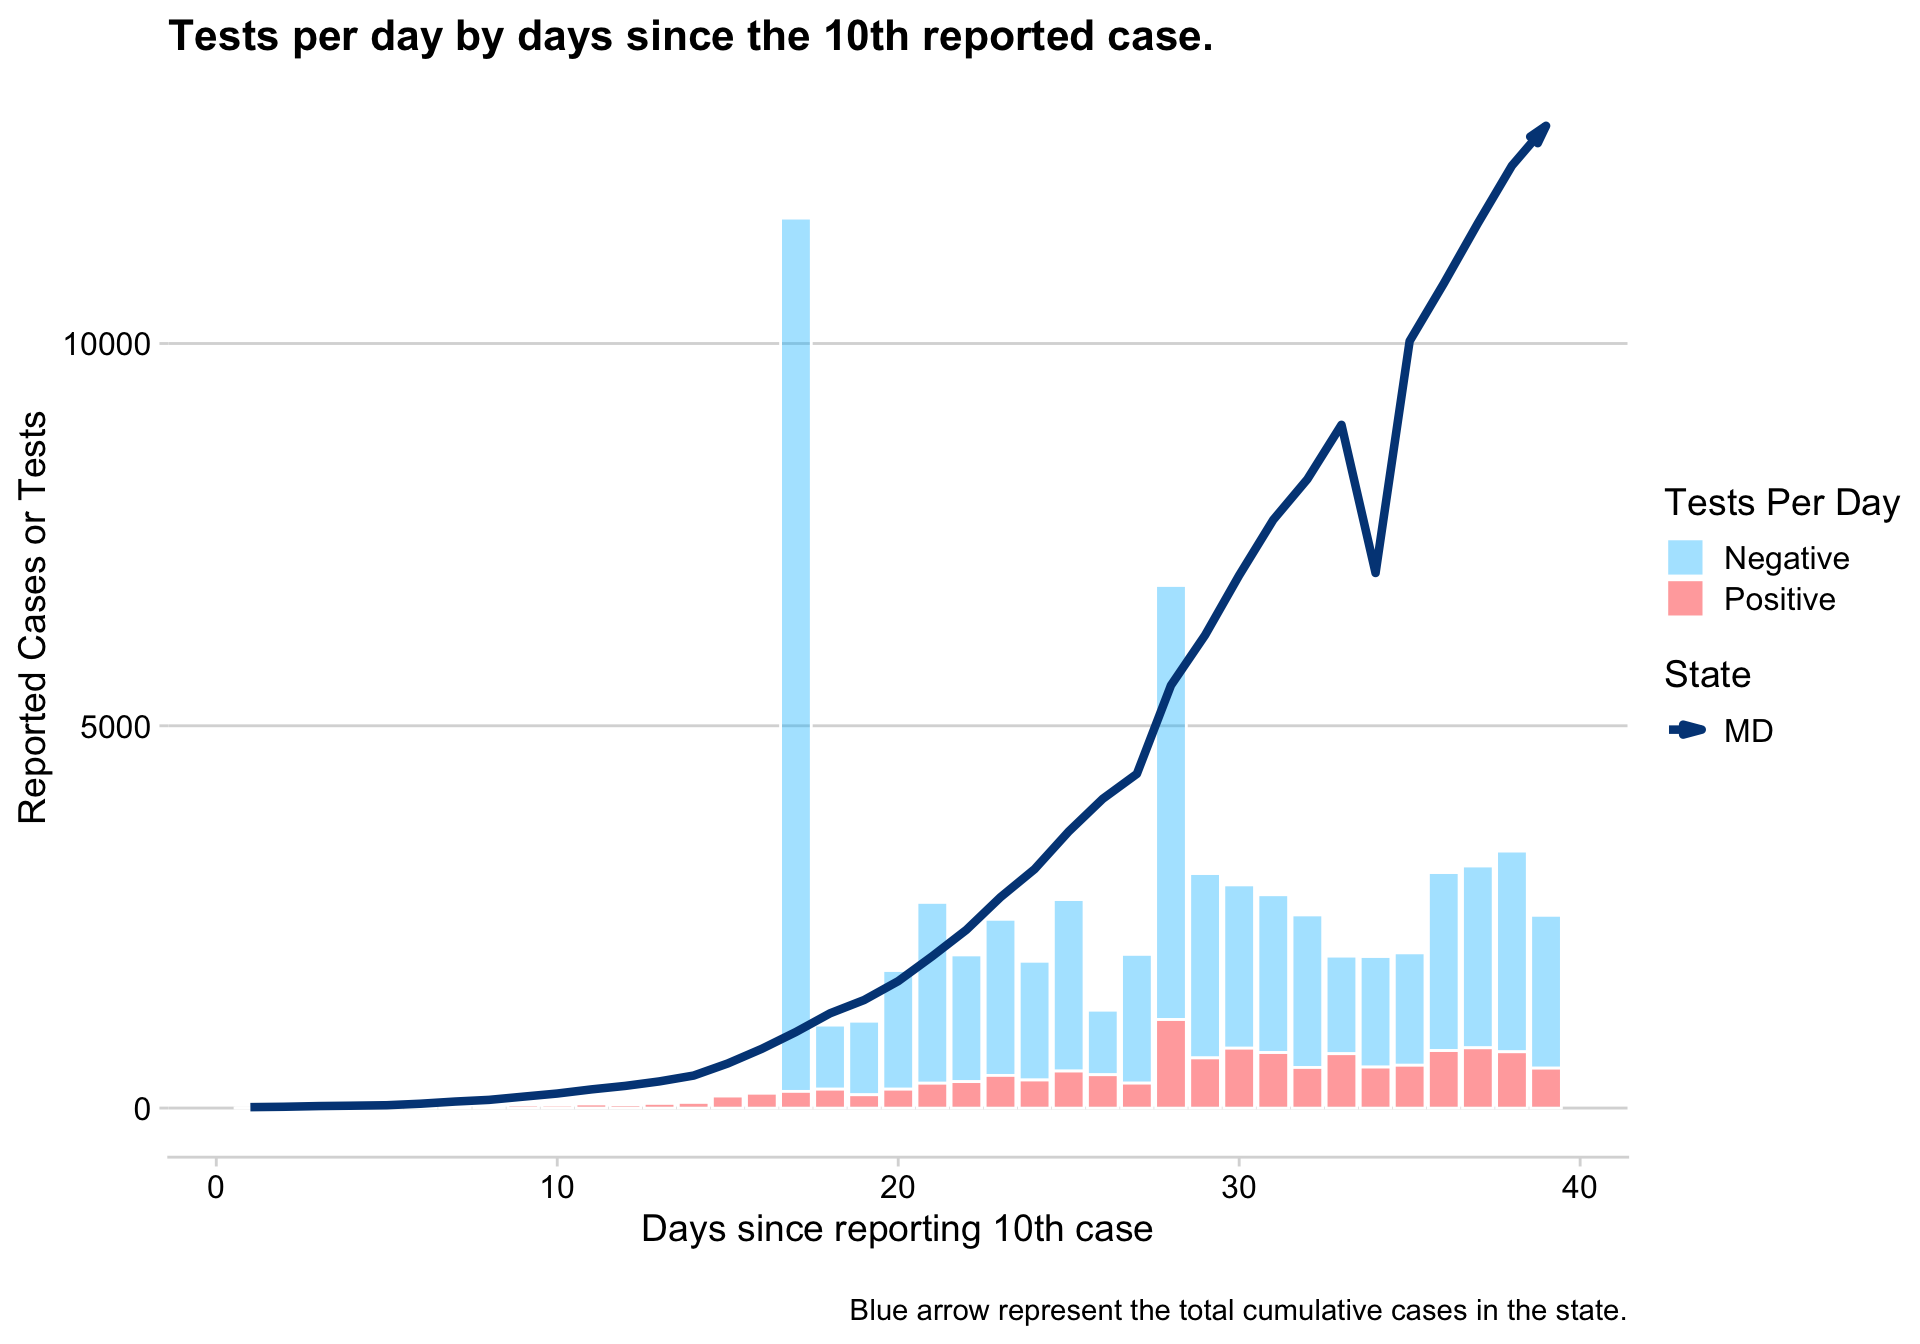 Tests per day by days since the 10th reported case.
Reported Cases or Tests
10000
5000
0
0 10 20 30 40
Days since reporting 10th case
Tests Per Day
Negative
Positive
State
MD
Blue arrow represent the total cumulative cases in the state.